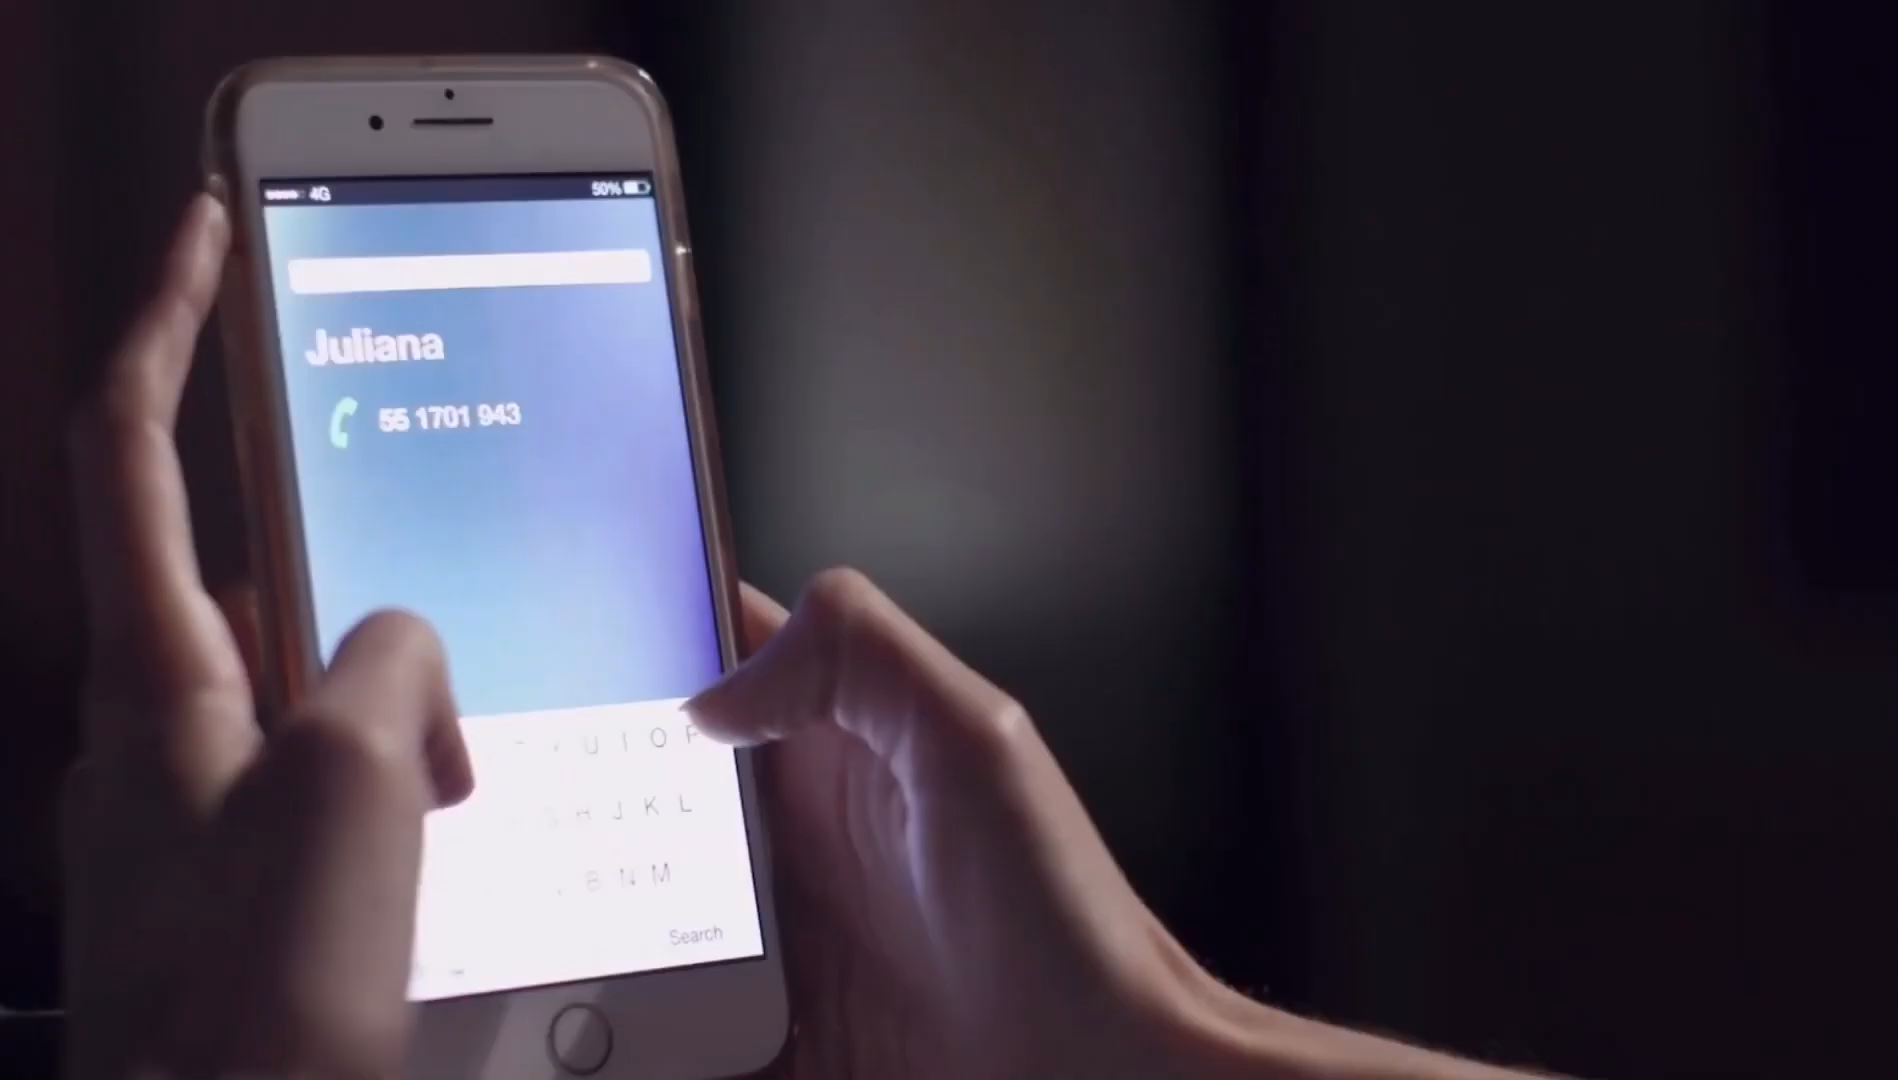 4G 50%
Juliana
55 1701 943
U I O P
H J K L
B N M
Search